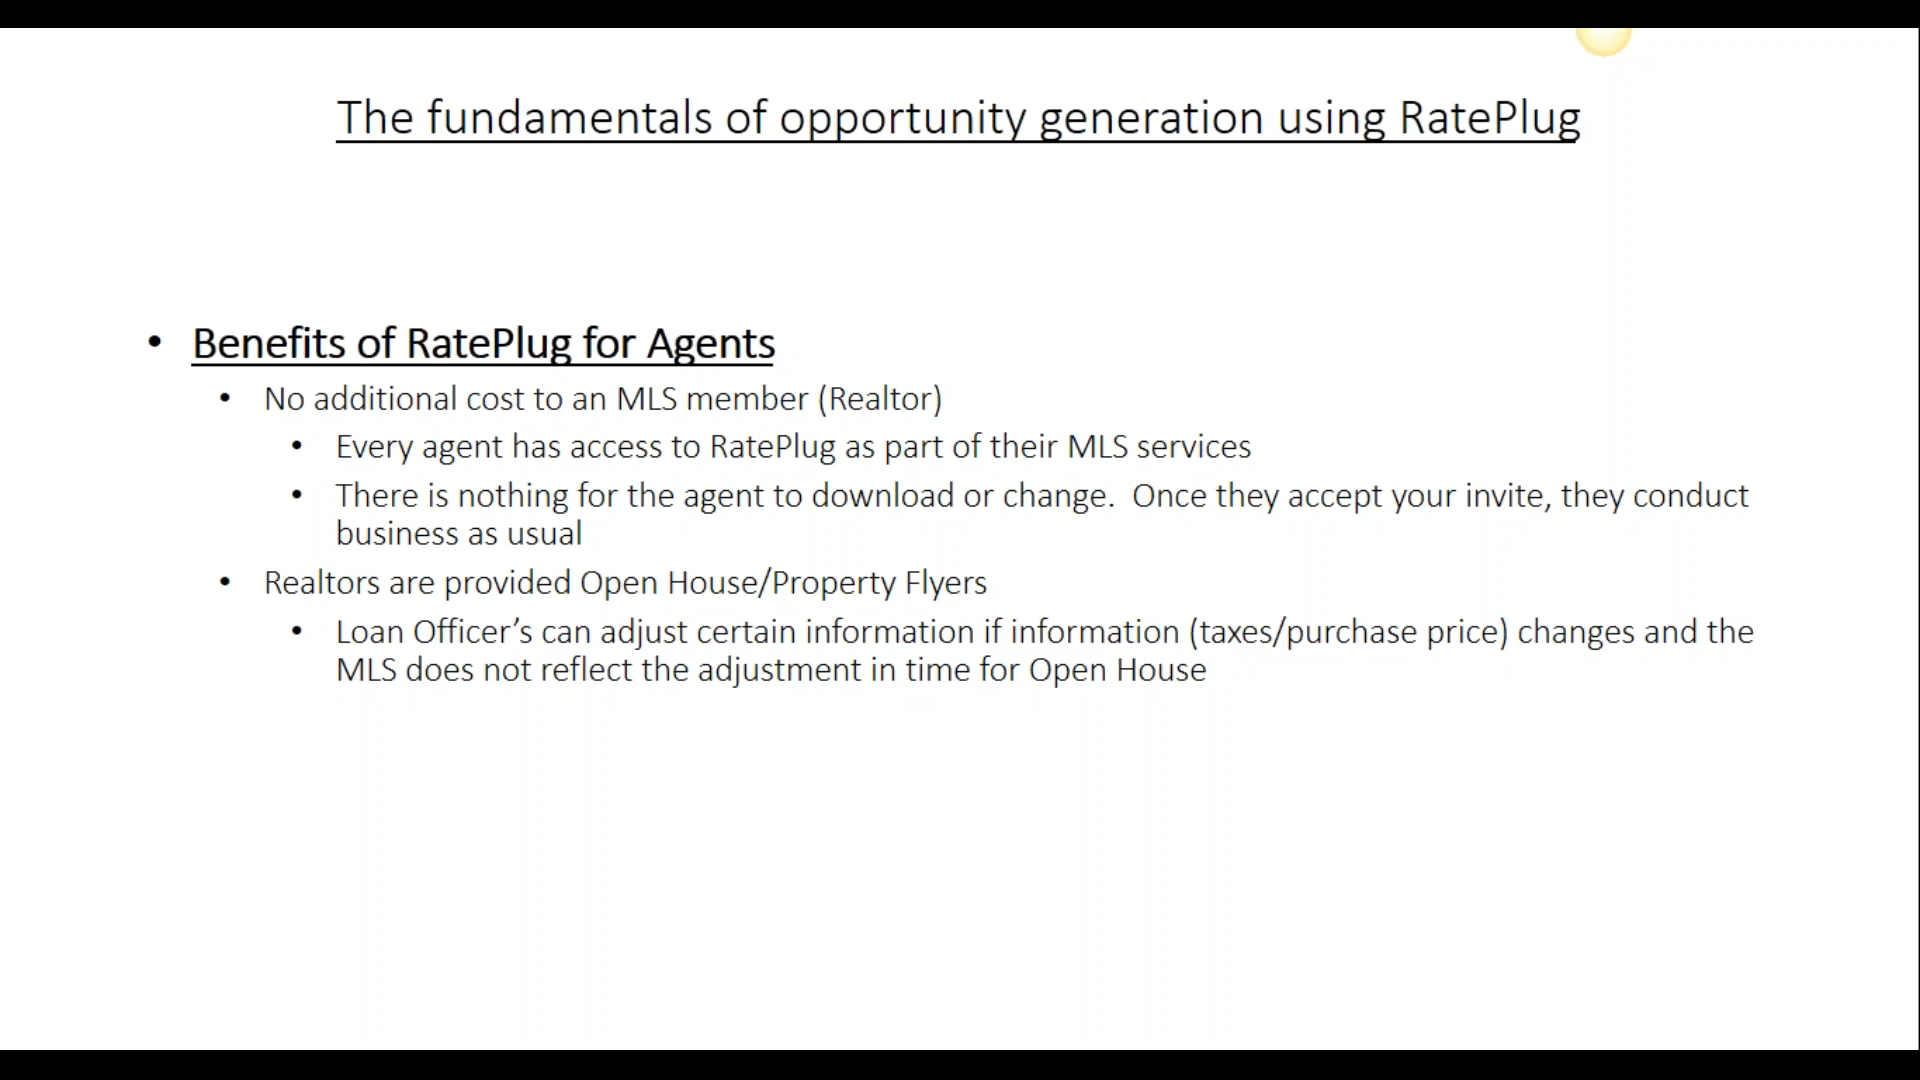 The fundamentals of opportunity generation using RatePlug
• Benefits of RatePlug for Agents
• No additional cost to an MLS member (Realtor)
• Every agent has access to RatePlug as part of their MLS services
• There is nothing for the agent to download or change.  Once they accept your invite, they conduct
business as usual
• Realtors are provided Open House/Property Flyers
• Loan Officer’s can adjust certain information if information (taxes/purchase price) changes and the
MLS does not reflect the adjustment in time for Open House